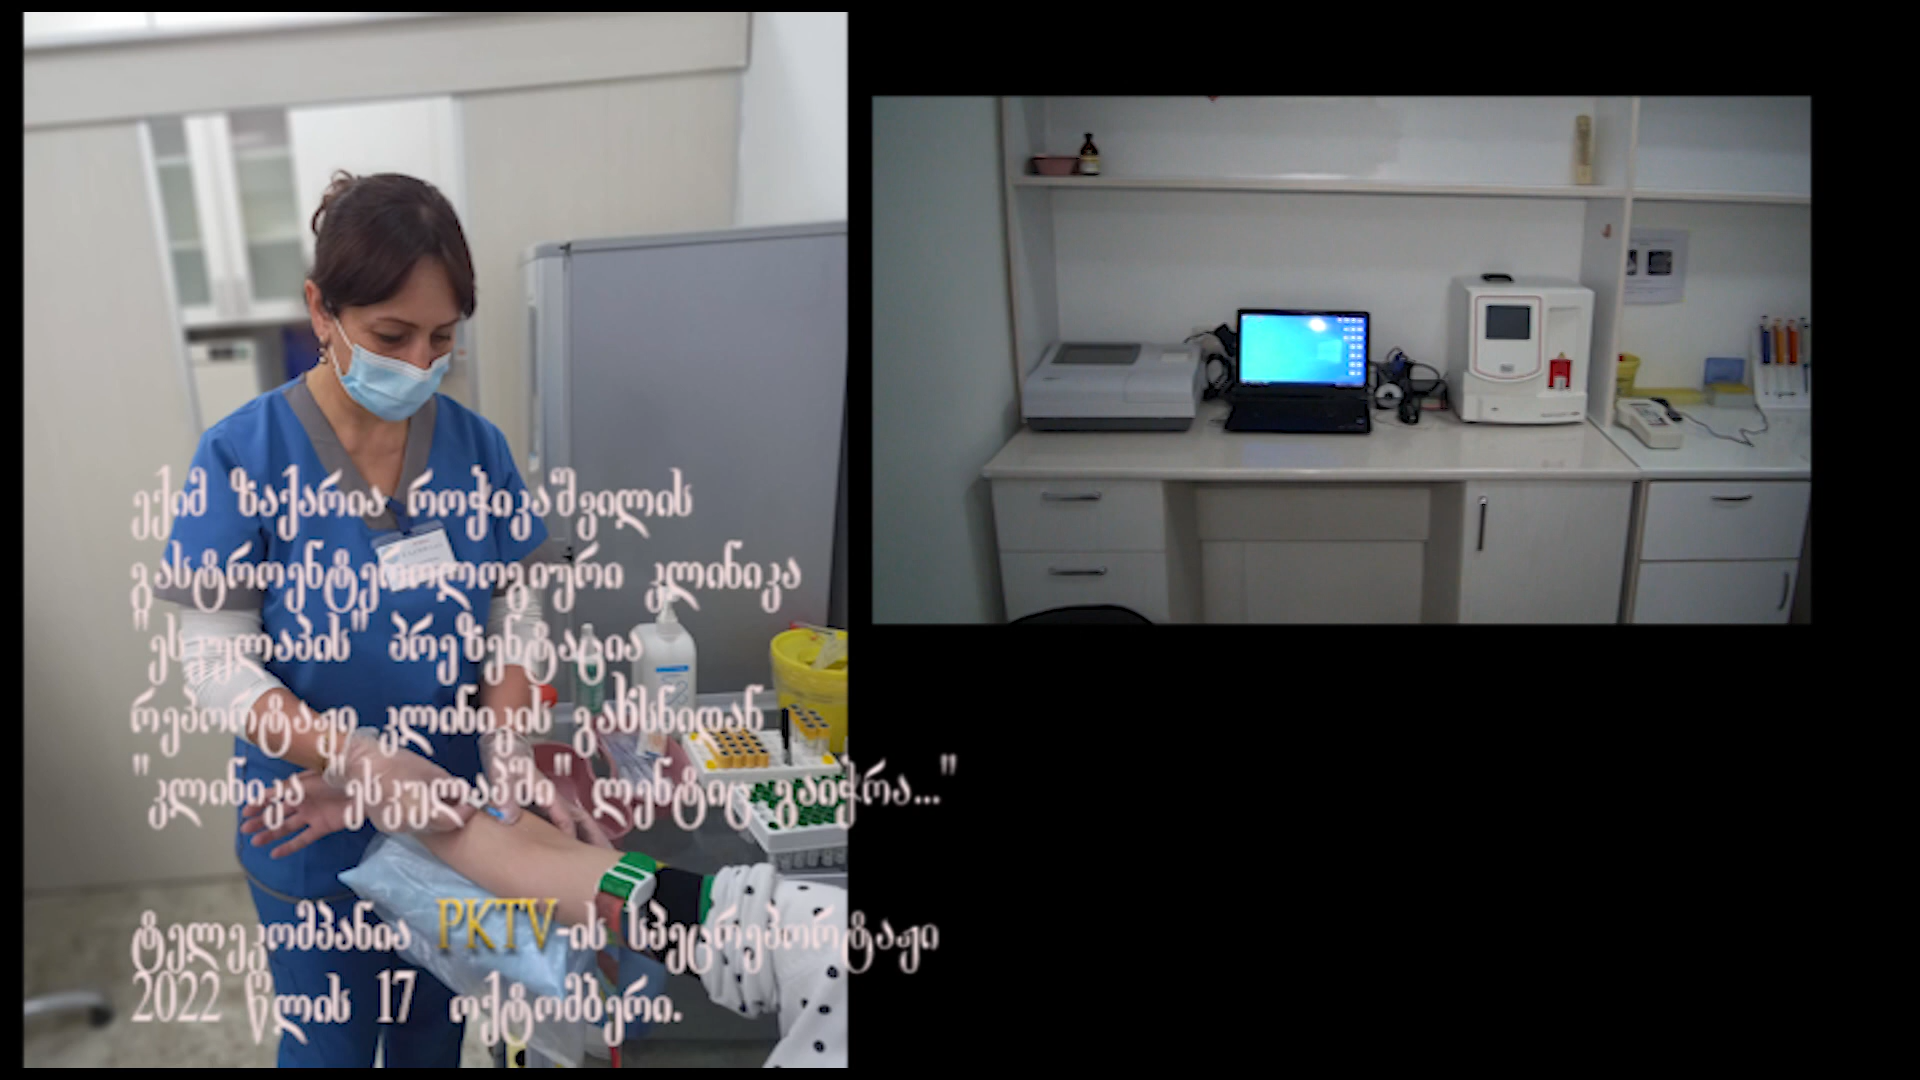 ექიმ ზაქარია როჭიკაშვილის
გასტროენტეროლოგიური კლინიკა
"ესკულაპის" პრეზენტაცია
რეპორტაჟი კლინიკის გახსნიდან
"კლინიკა "ესკულაპში" ლენტიც გაიჭრა..."
ტელეკომპანია PKTV-ის სპეცრეპორტაჟი
2022 წლის 17 ოქტომბერი.